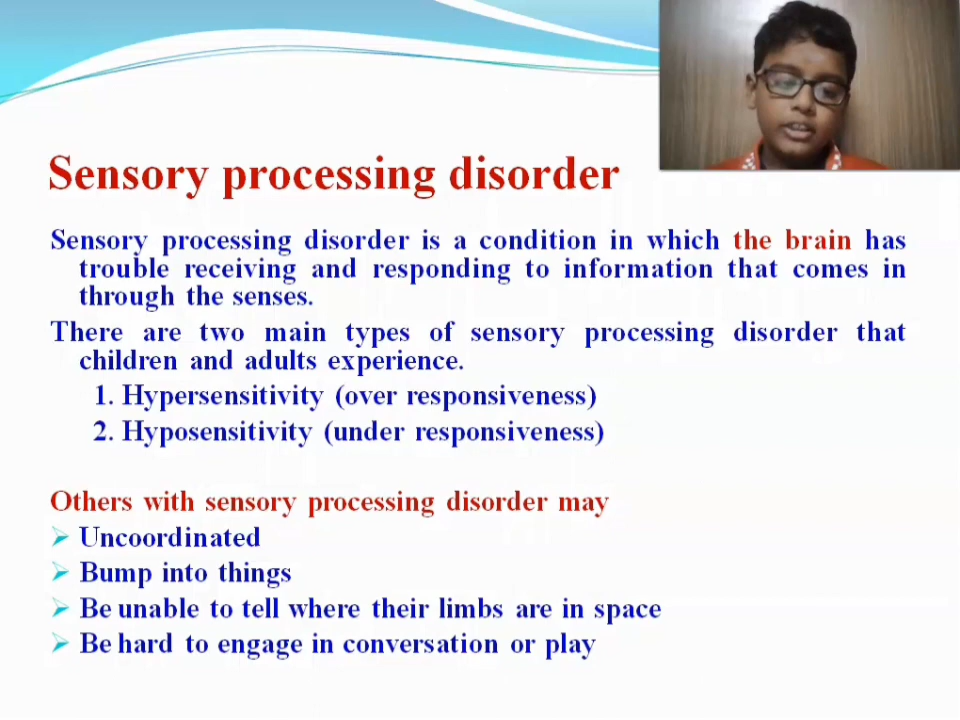 Sensory processing disorder
Sensory processing disorder is a condition in which the brain has
trouble receiving and responding to information that comes in
through the senses.
There are two main types of sensory processing disorder that
children and adults experience.
1. Hypersensitivity (over responsiveness)
2. Hyposensitivity (under responsiveness)
Others with sensory processing disorder may
Uncoordinated
Bump into things
Be unable to tell where their limbs are in space
Be hard to engage in conversation or play